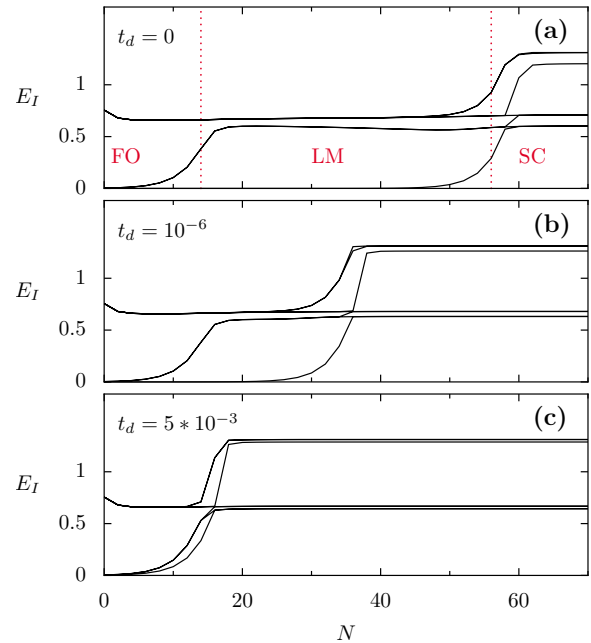 t_d = 0
(a)
1
E_I
0.5
FO
LM
SC
0
t_d = 10^{-6}
(b)
1
E_I
0.5
0
t_d = 5 * 10^{-3}
(c)
1
E_I
0.5
0
0
20
40
60
N